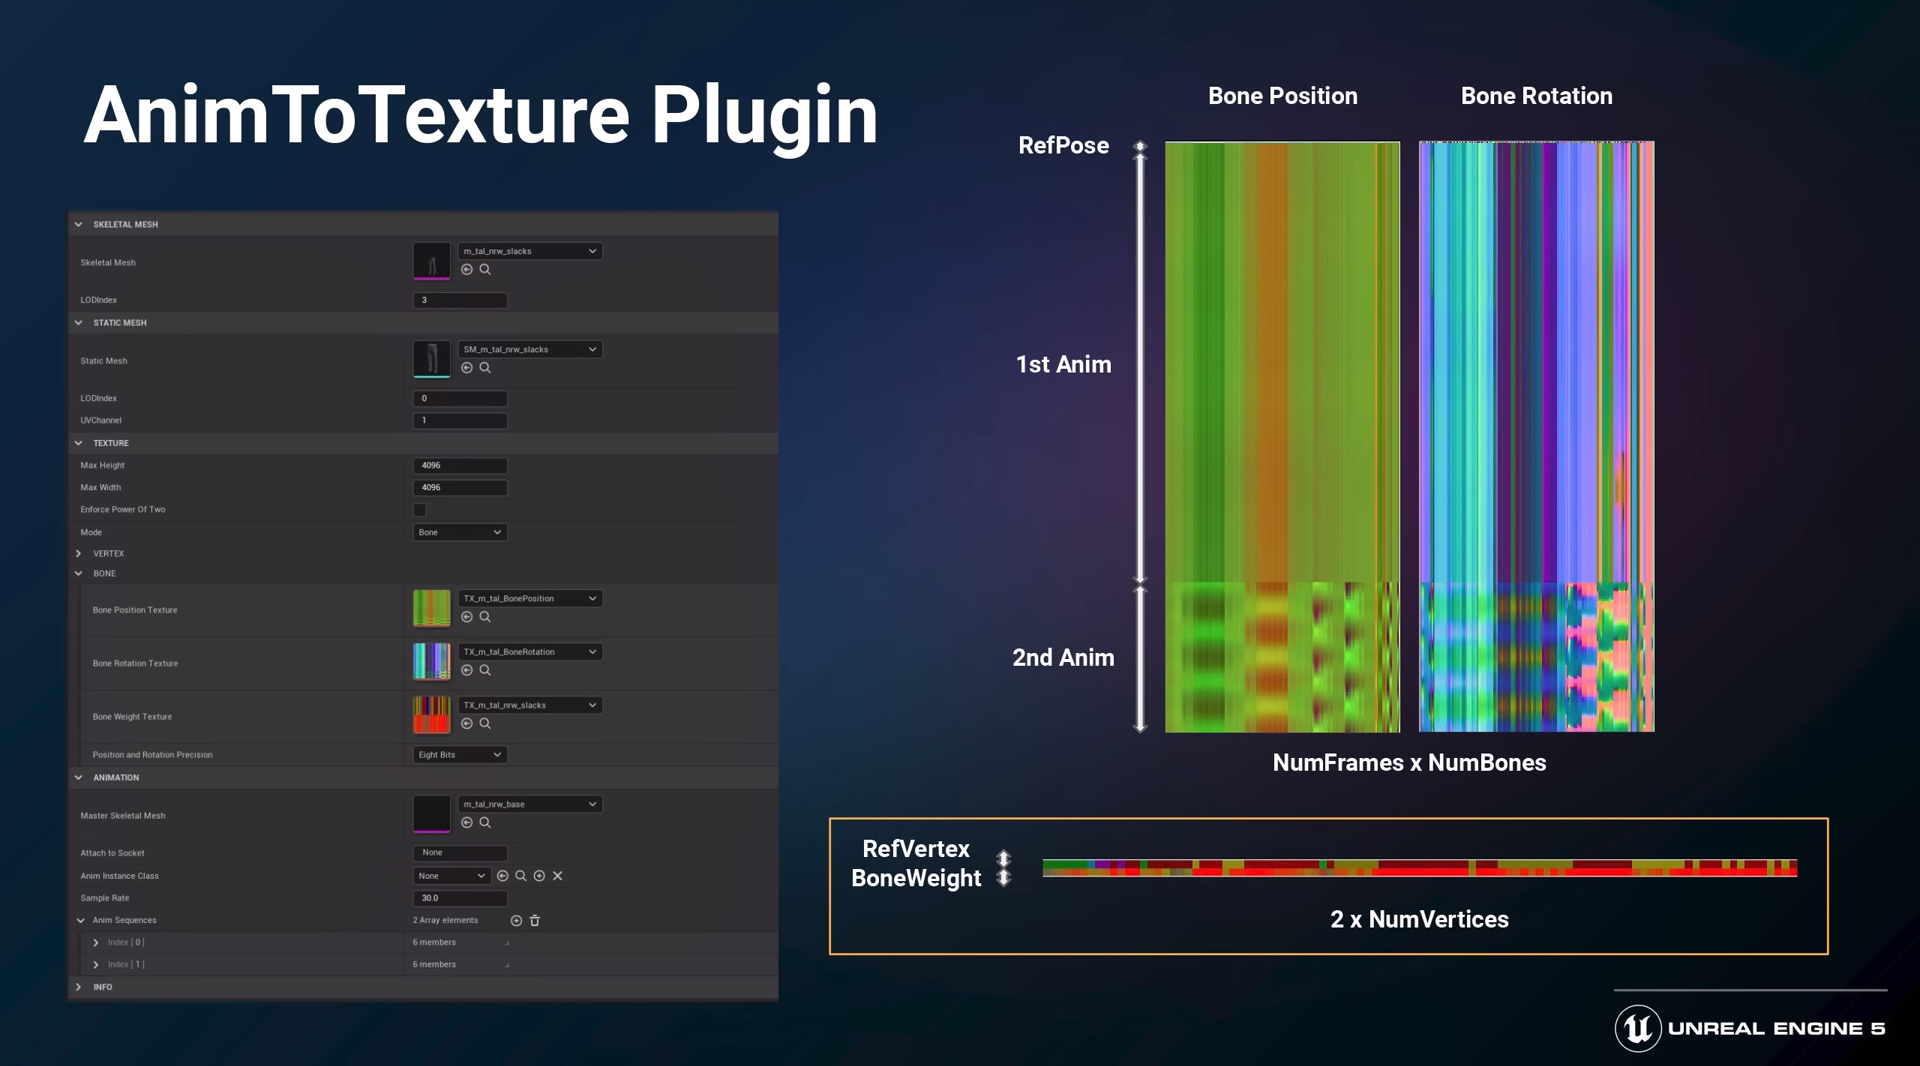 AnimToTexture Plugin
SKELETAL MESH
Skeletal Mesh
m_tal_nrw_slacks
LODIndex
3
STATIC MESH
Static Mesh
SM_m_tal_nrw_slacks
LODIndex
0
UVChannel
1
TEXTURE
Max Height
4096
Max Width
4096
Enforce Power Of Two
Mode
Bone
VERTEX
BONE
Bone Position Texture
TX_m_tal_BonePosition
Bone Rotation Texture
TX_m_tal_BoneRotation
Bone Weight Texture
TX_m_tal_nrw_slacks
Position and Rotation Precision
Eight Bits
ANIMATION
Master Skeletal Mesh
m_tal_nrw_base
Attach to Socket
None
Anim Instance Class
None
Sample Rate
30.0
Anim Sequences
2 Array elements
Index [ 0 ]
6 members
Index [ 1 ]
6 members
INFO
Bone Position
Bone Rotation
RefPose
1st Anim
2nd Anim
NumFrames x NumBones
RefVertex
BoneWeight
2 x NumVertices
UNREAL ENGINE 5